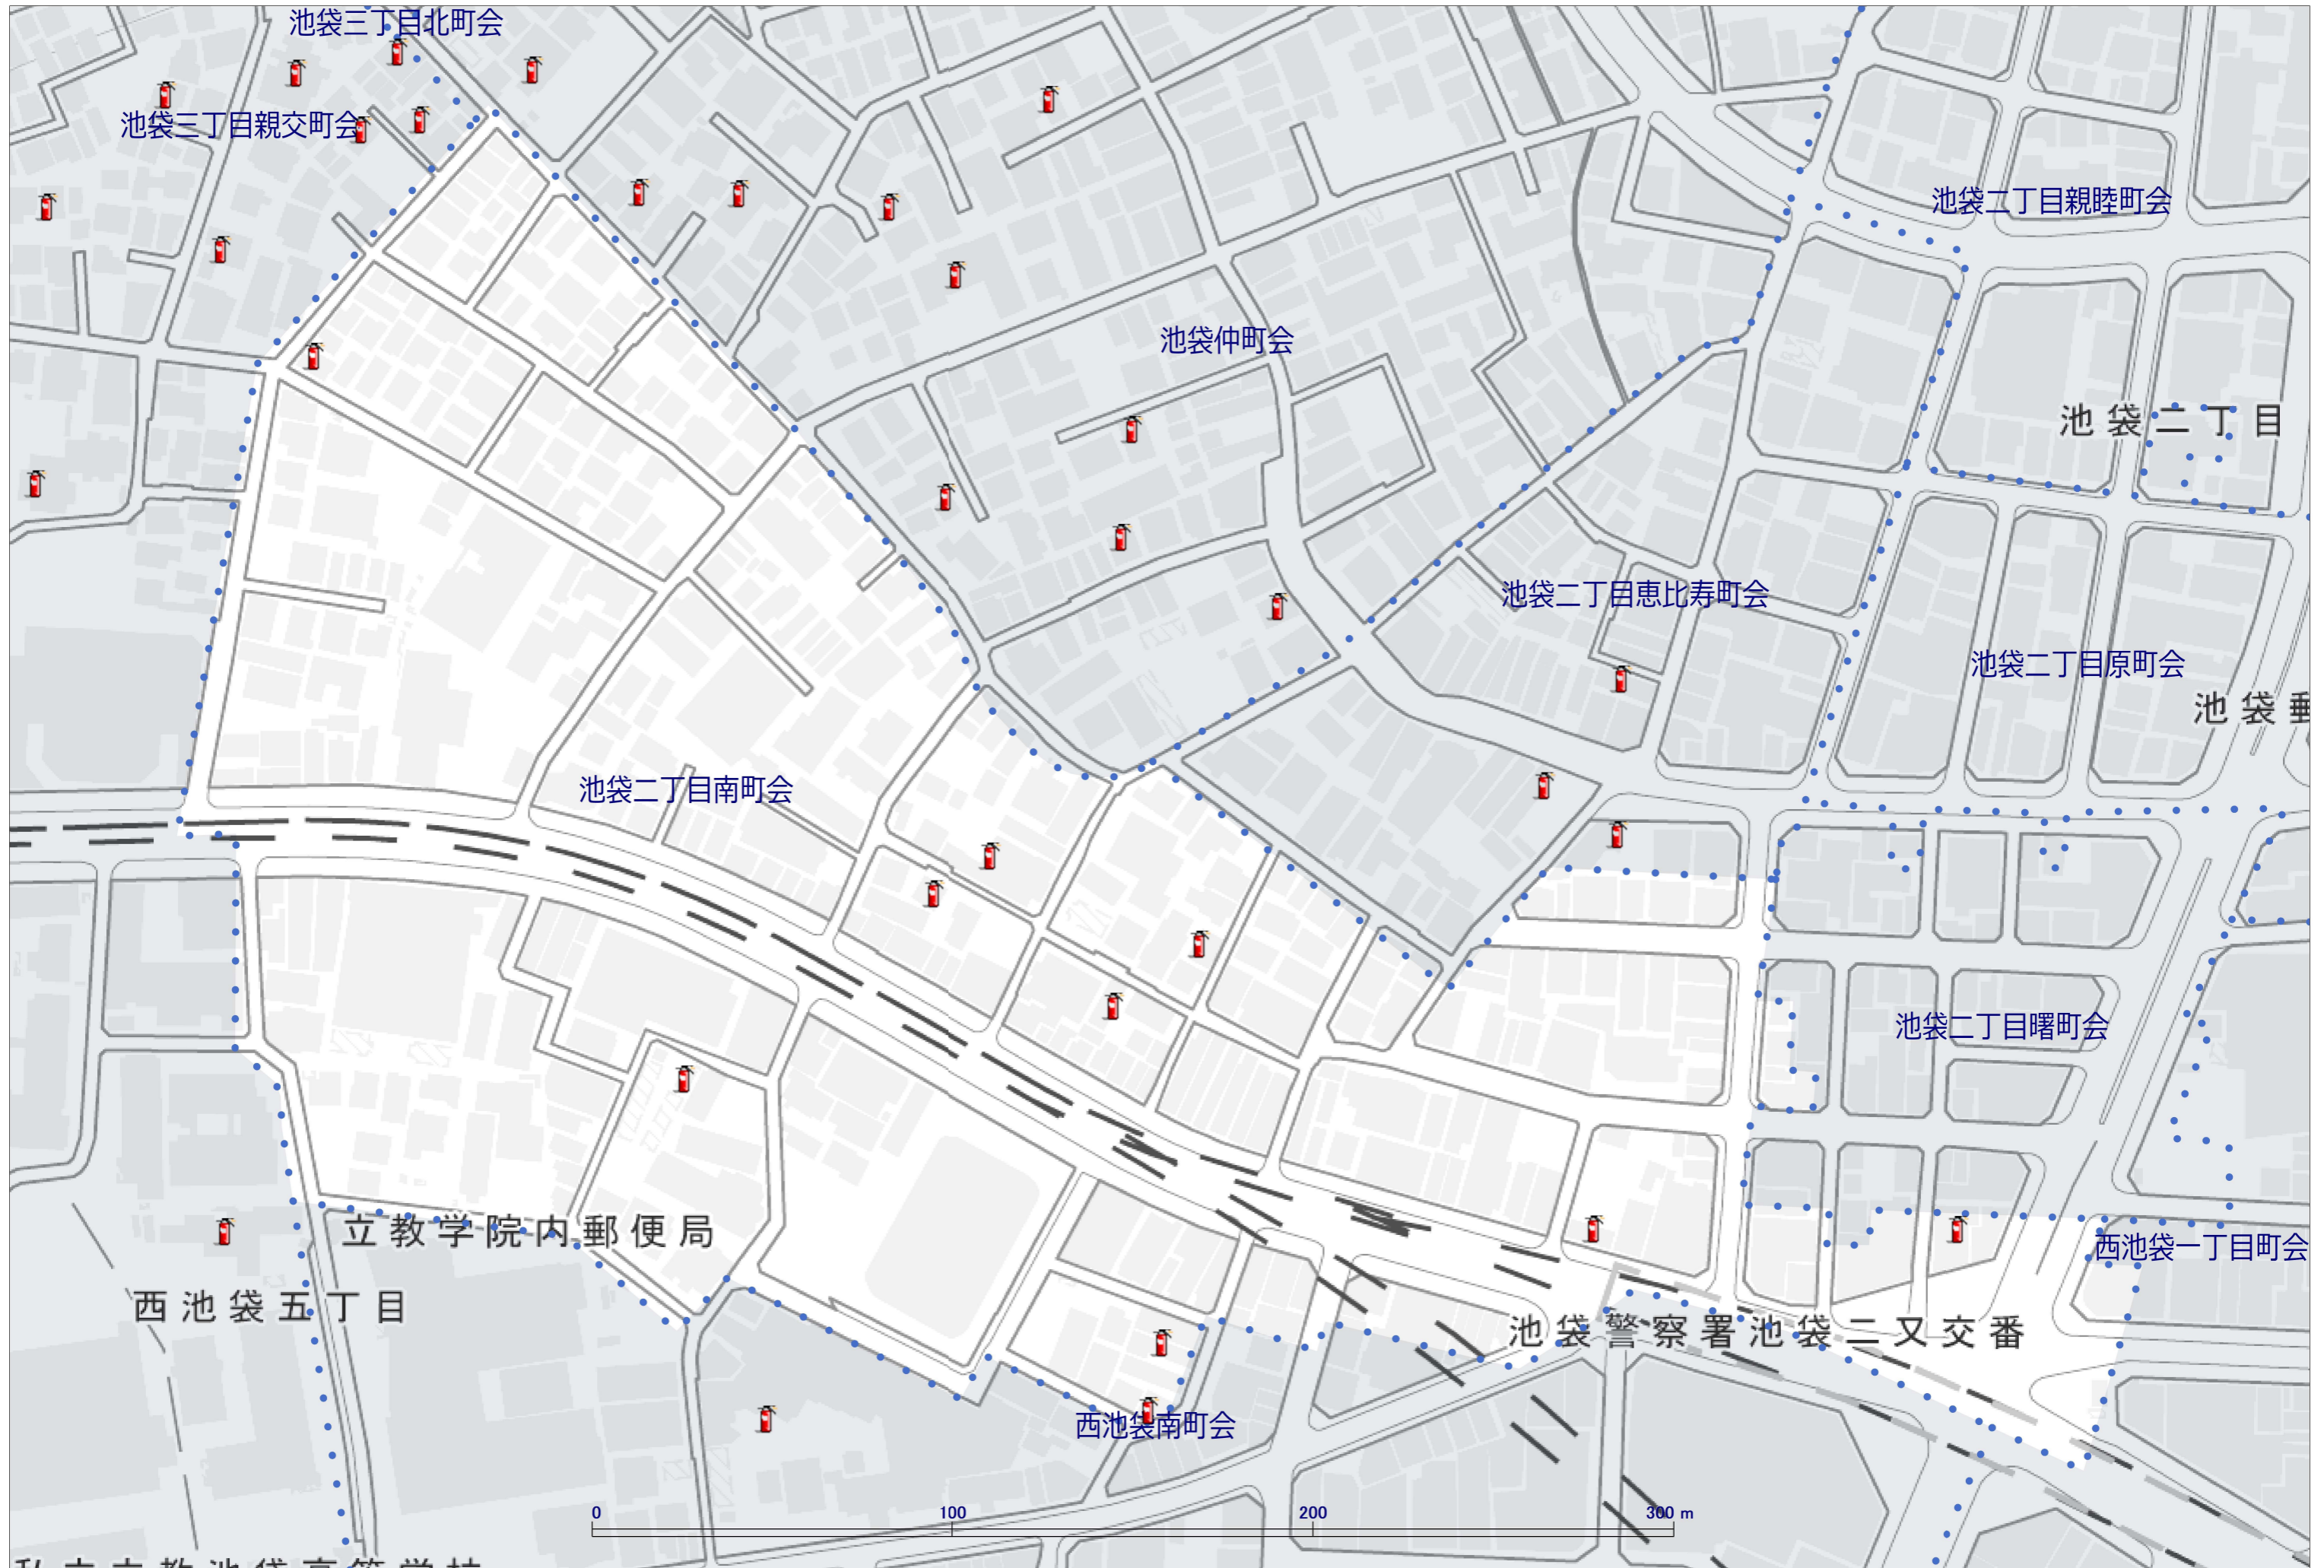 池袋三丁目北町会
池袋三丁目親交町会
池袋二丁目親睦町会
池袋仲町会
池袋二丁目
池袋二丁目恵比寿町会
池袋二丁目原町会
池袋
池袋二丁目南町会
池袋二丁目曙町会
立教学院内郵便局
西池袋一丁目町会
西池袋五丁目
池袋警察署池袋二又交番
西池袋南町会
0 100 200 300 m